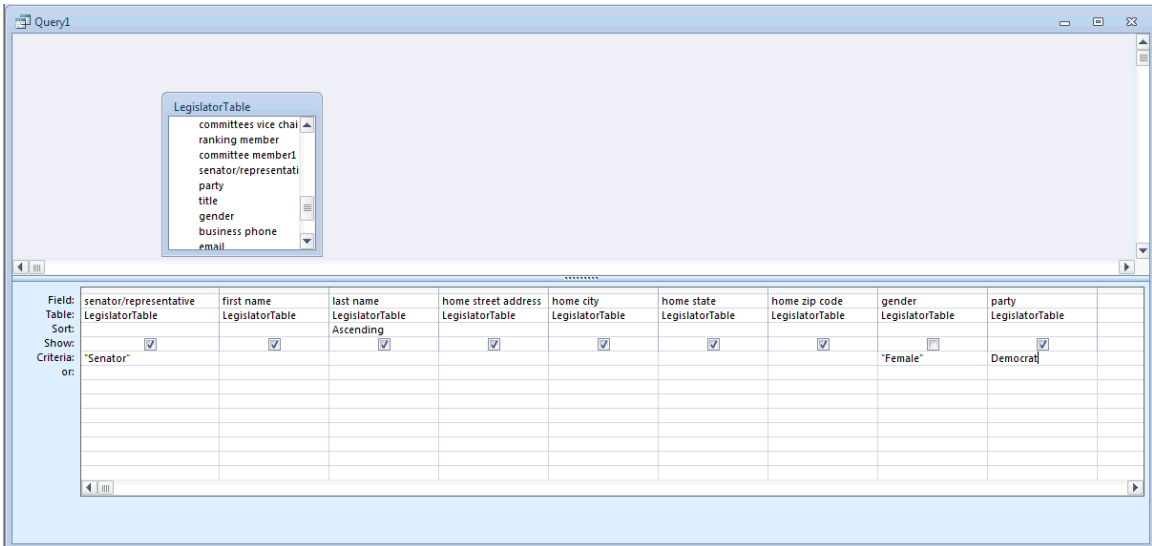 Query1
LegislatorTable
committees vice chai
ranking member
committee member1
senator/representati
party
title
gender
business phone
email
Field: senator/representative first name last name home street address home city home state home zip code gender party
Table: LegislatorTable LegislatorTable LegislatorTable LegislatorTable LegislatorTable LegislatorTable LegislatorTable LegislatorTable LegislatorTable
Sort: Ascending
Show:
Criteria: "Senator" "Female" Democrat
or: